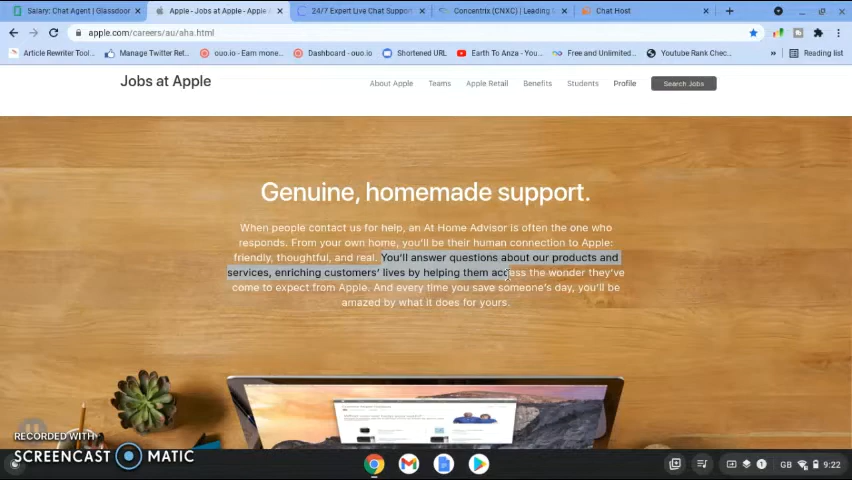 Salary: Chat Agent | Glassdoor
Apple - Jobs at Apple - Apple A
24/7 Expert Live Chat Support
Concentrix (CNXC) | Leading
Chat Host
apple.com/careers/au/aha.html
Article Rewriter Tool...
Manage Twitter Ret...
ouo.io - Earn mone...
Dashboard - ouo.io
Shortened URL
Earth To Anza - You...
Free and Unlimited...
Youtube Rank Chec...
»
Reading list
Jobs at Apple
About Apple
Teams
Apple Retail
Benefits
Students
Profile
Search Jobs
Genuine, homemade support.
When people contact us for help, an At Home Advisor is often the one who
responds. From your own home, you'll be their human connection to Apple:
friendly, thoughtful, and real. You'll answer questions about our products and
services, enriching customers' lives by helping them access the wonder they've
come to expect from Apple. And every time you save someone's day, you'll be
amazed by what it does for yours.
RECORDED WITH
SCREENCAST MATIC
1
GB
9:22